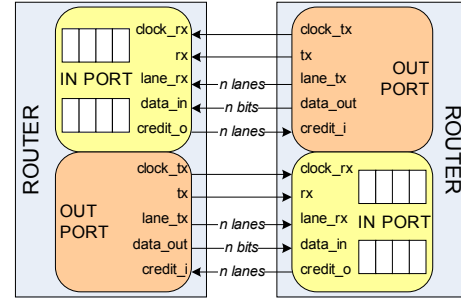 clock_rx
clock_tx
rx
tx
IN PORT
lane_rx
n lanes
lane_tx
OUT
PORT
data_in
n bits
data_out
credit_o
n lanes
credit_i
ROUTER
ROUTER
clock_tx
clock_rx
tx
rx
OUT
PORT
lane_tx
n lanes
lane_rx
IN PORT
data_out
n bits
data_in
credit_i
n lanes
credit_o